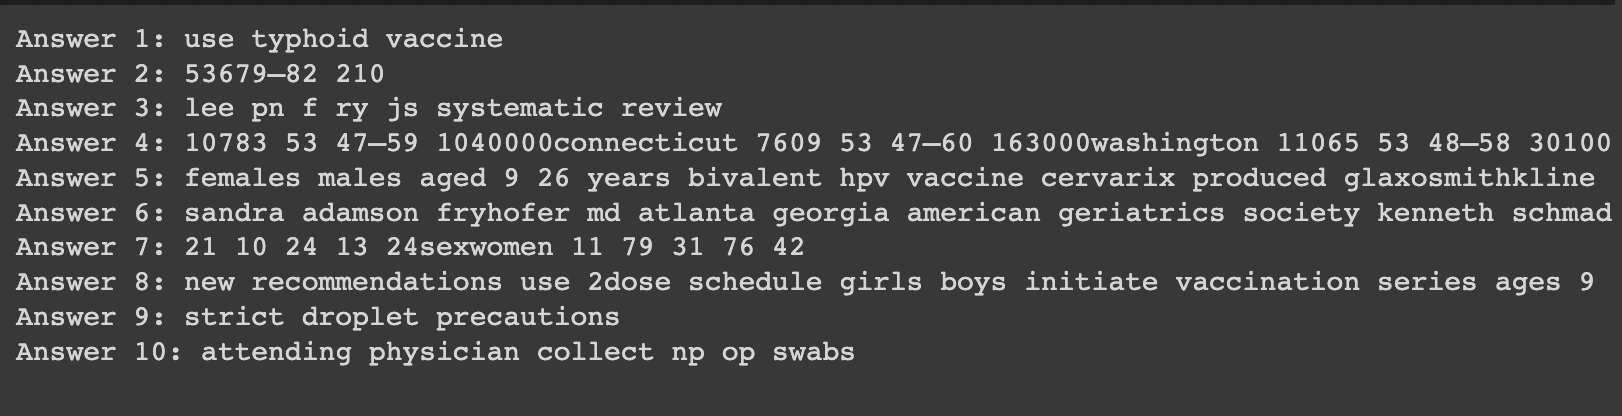 Answer 1: use typhoid vaccine
Answer 2: 53679–82 210
Answer 3: lee pn f ry js systematic review
Answer 4: 10783 53 47–59 1040000connecticut 7609 53 47–60 163000washington 11065 53 48–58 30100
Answer 5: females males aged 9 26 years bivalent hpv vaccine cervarix produced glaxosmithkline
Answer 6: sandra adamson fryhofer md atlanta georgia american geriatrics society kenneth schmad
Answer 7: 21 10 24 13 24sexwomen 11 79 31 76 42
Answer 8: new recommendations use 2dose schedule girls boys initiate vaccination series ages 9
Answer 9: strict droplet precautions
Answer 10: attending physician collect np op swabs